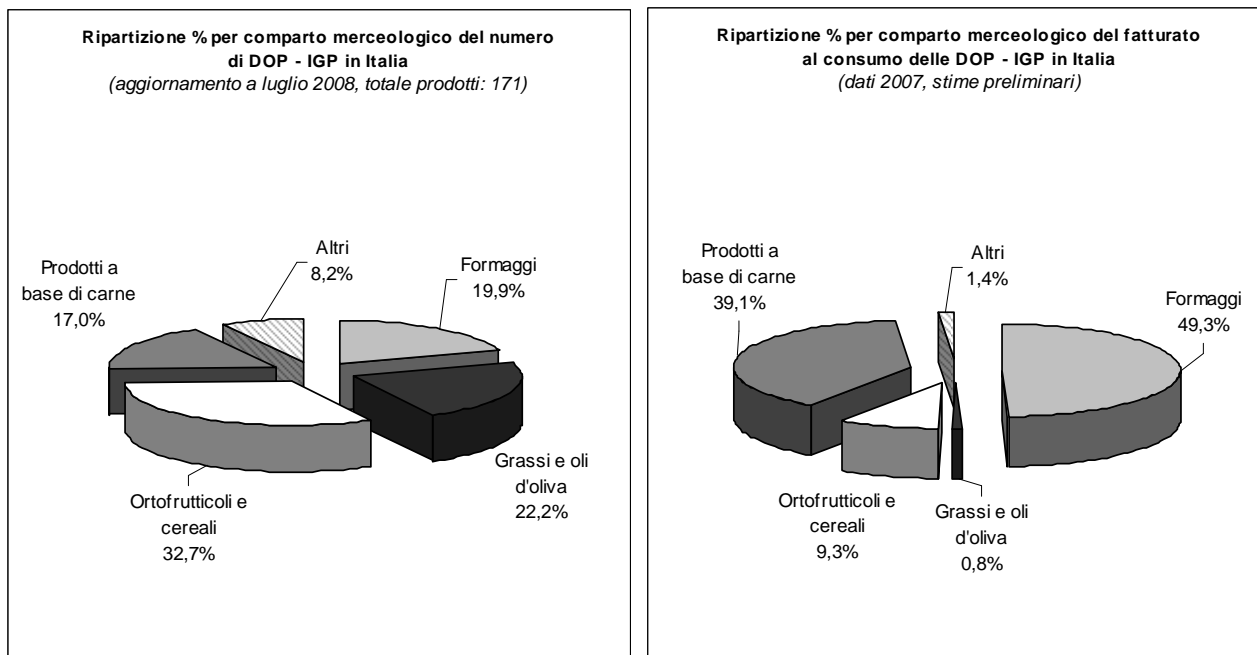 Ripartizione % per comparto merceologico del numero
di DOP - IGP in Italia
(aggiornamento a luglio 2008, totale prodotti: 171)
Altri
8,2%
Formaggi
19,9%
Prodotti a
base di carne
17,0%
Grassi e oli
d'oliva
22,2%
Ortofrutticoli e
cereali
32,7%
Ripartizione % per comparto merceologico del fatturato
al consumo delle DOP - IGP in Italia
(dati 2007, stime preliminari)
Prodotti a
base di carne
39,1%
Altri
1,4%
Formaggi
49,3%
Ortofrutticoli e
cereali
9,3%
Grassi e oli
d'oliva
0,8%